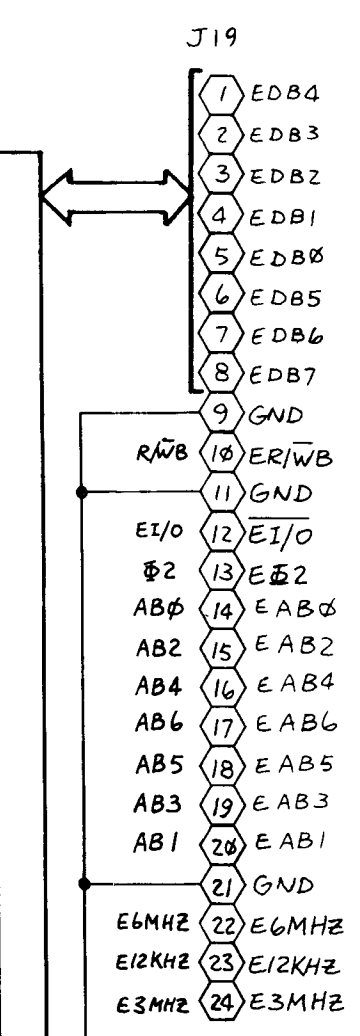 J19
1 EDB4
2 EDB3
3 EDB2
4 EDB1
5 EDBØ
6 EDB5
7 EDB6
8 EDB7
9 GND
R/W̄B 1Ø ER/W̄B
11 GND
EI/O 12 E̅I̅/̅O̅
Φ2 13 EΦ2
ABØ 14 EABØ
AB2 15 EAB2
AB4 16 EAB4
AB6 17 EAB6
AB5 18 EAB5
AB3 19 EAB3
AB1 2Ø EAB1
21 GND
E6MHZ 22 E6MHZ
E12KHZ 23 E12KHZ
E3MHZ 24 E3MHZ